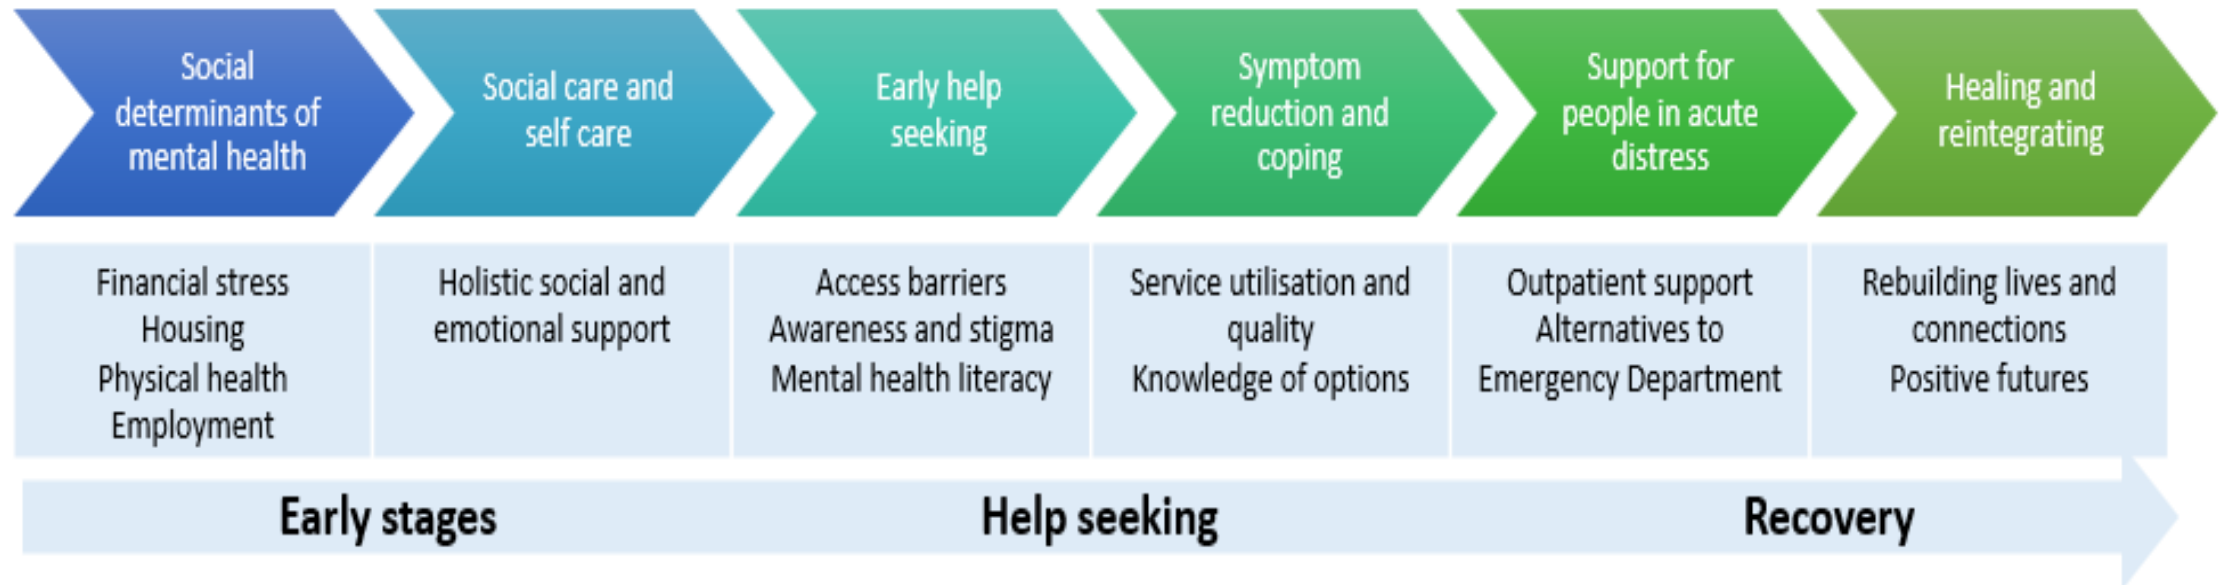 Social
determinants of
mental health
Social care and
self care
Early help
seeking
Symptom
reduction and
coping
Support for
people in acute
distress
Healing and
reintegrating
Financial stress
Housing
Physical health
Employment
Holistic social and
emotional support
Access barriers
Awareness and stigma
Mental health literacy
Service utilisation and
quality
Knowledge of options
Outpatient support
Alternatives to
Emergency Department
Rebuilding lives and
connections
Positive futures
Early stages
Help seeking
Recovery